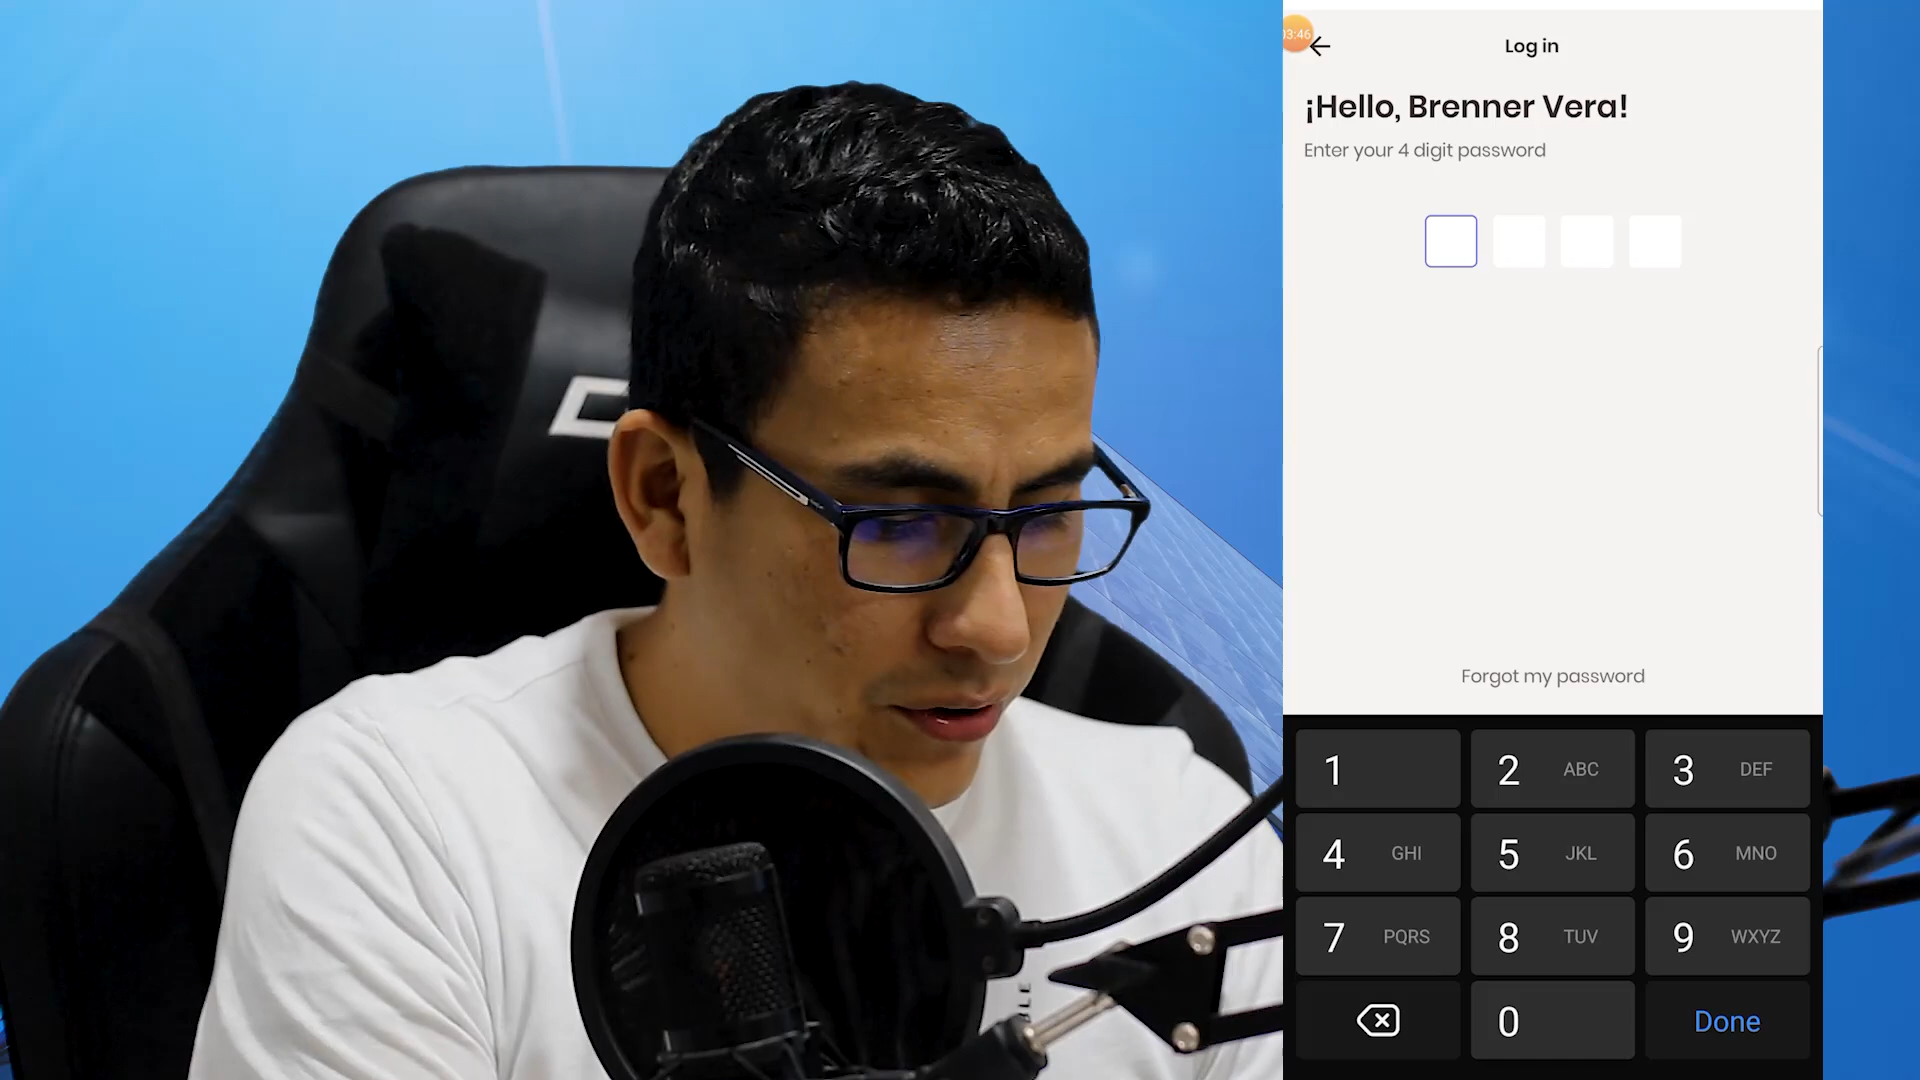 03:46
Log in
¡Hello, Brenner Vera!
Enter your 4 digit password
Forgot my password
1
2 ABC
3 DEF
4 GHI
5 JKL
6 MNO
7 PQRS
8 TUV
9 WXYZ
0
Done